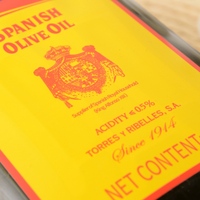 SPANISH
OLIVE OIL
ACIDITY ≤ 0.5%
TORRES Y RIBELLES, S.A.
Since 1914
NET CONTENT